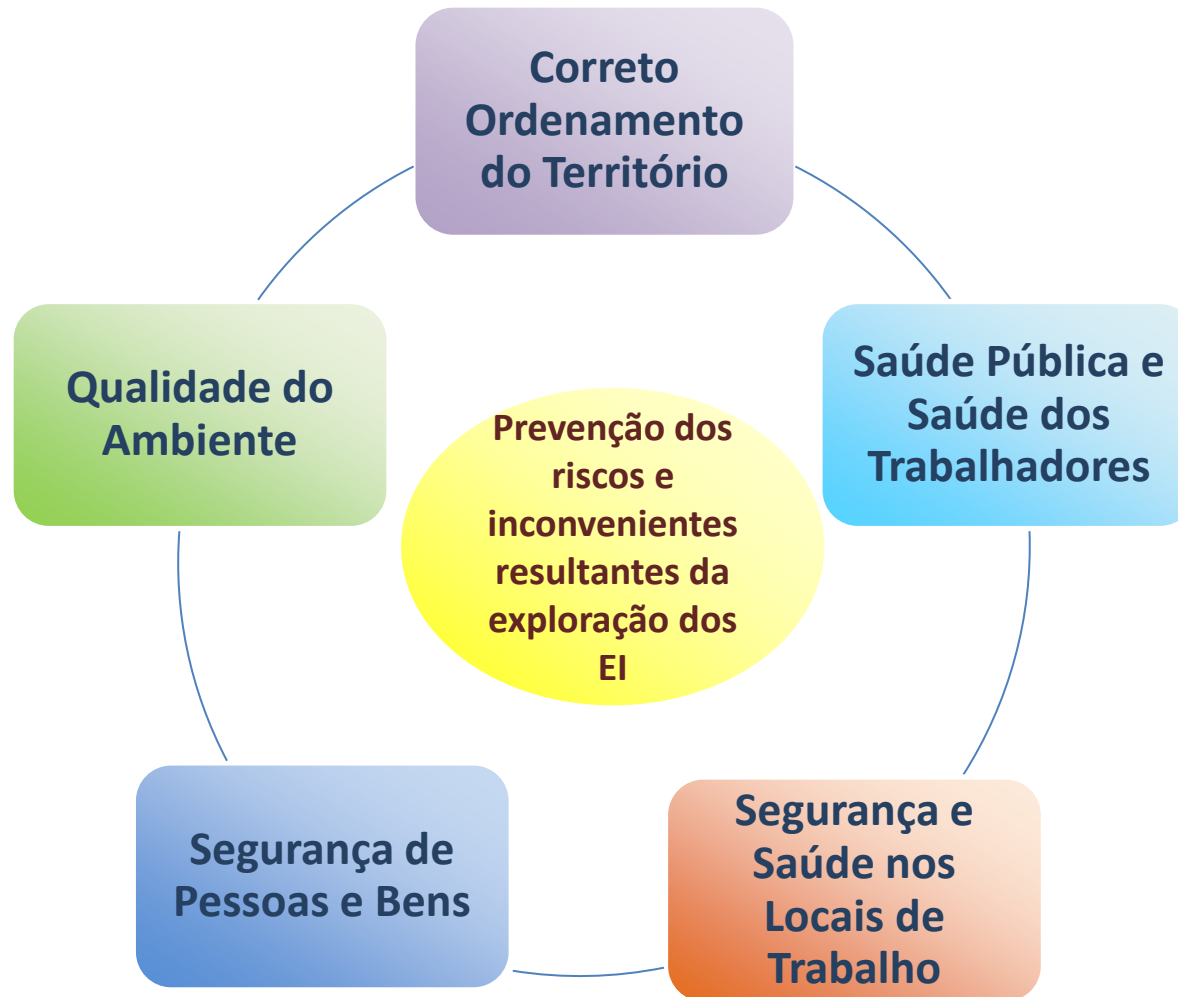 Correto
Ordenamento
do Território
Qualidade do
Ambiente
Saúde Pública e
Saúde dos
Trabalhadores
Prevenção dos
riscos e
inconvenientes
resultantes da
exploração dos
EI
Segurança de
Pessoas e Bens
Segurança e
Saúde nos
Locais de
Trabalho